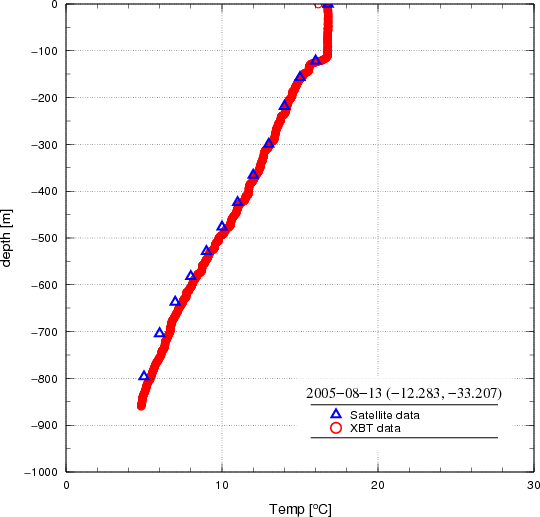 0
−100
−200
−300
−400
−500
−600
−700
−800
−900
−1000
depth [m]
0 10 20 30
Temp [°C]
2005−08−13 (−12.283, −33.207)
Satellite data
XBT data